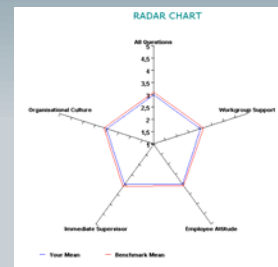 RADAR CHART
All Questions
5
4,5
4
3,5
3
2,5
2
1,5
1
Organisational Culture
Workgroup Support
Immediate Supervisor
Employee Attitude
Your Mean
Benchmark Mean